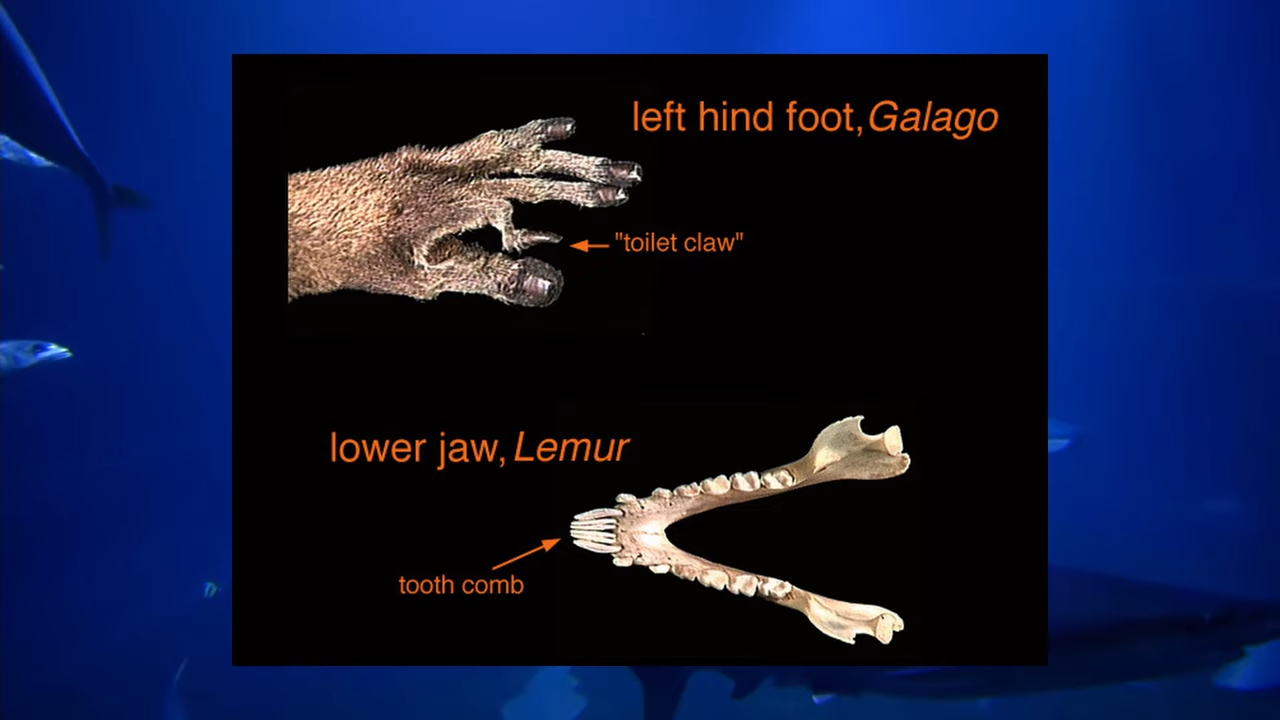 left hind foot, Galago
"toilet claw"
lower jaw, Lemur
tooth comb